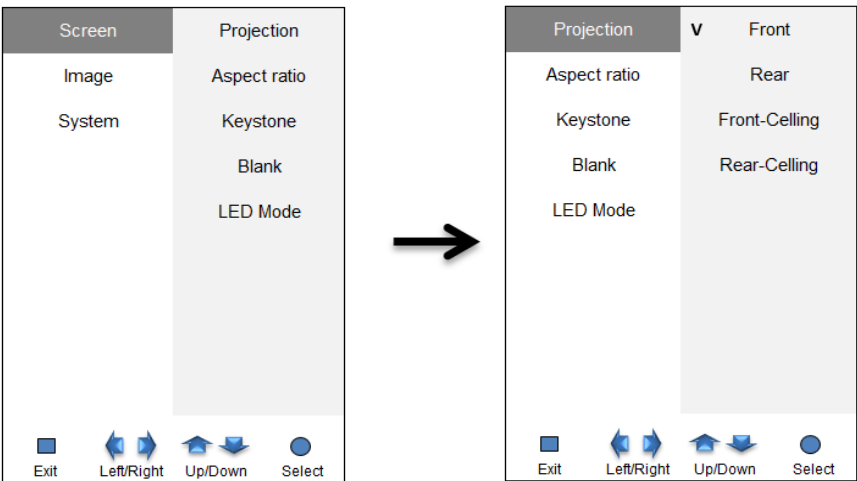 Screen
Projection
Image
Aspect ratio
System
Keystone
Blank
LED Mode
Exit
Left/Right
Up/Down
Select
Projection
V Front
Aspect ratio
Rear
Keystone
Front-Celling
Blank
Rear-Celling
LED Mode
Exit
Left/Right
Up/Down
Select